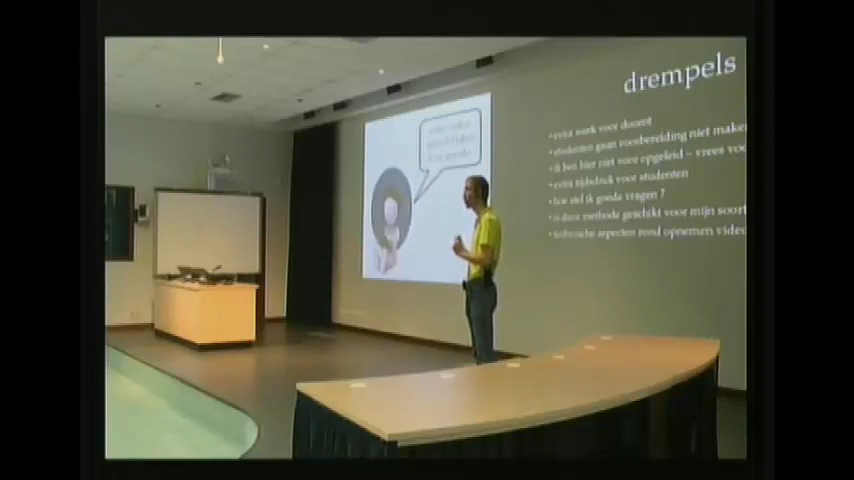 drempels
•extra werk voor docent
•studenten gaan voorbereiding niet maken
•ik ben hier niet voor opgeleid – vrees voo
•extra tijdsdruk voor studenten
•hoe stel ik goede vragen ?
•is deze methode geschikt voor mijn soort
•technische aspecten rond opnemen video